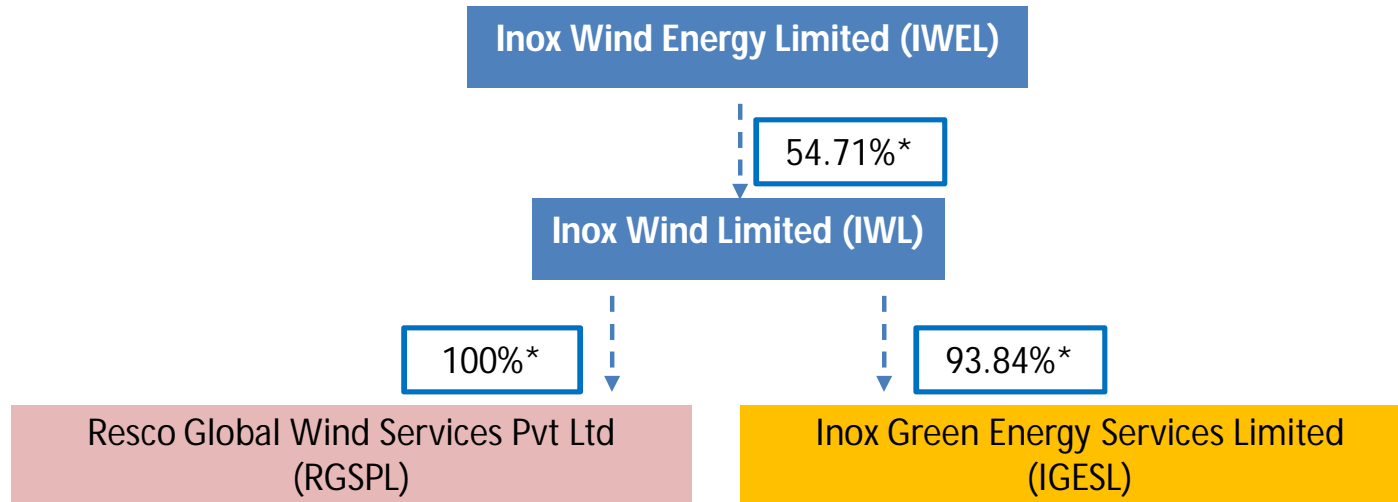 Inox Wind Energy Limited (IWEL)
54.71%*
Inox Wind Limited (IWL)
100%*
93.84%*
Resco Global Wind Services Pvt Ltd
(RGSPL)
Inox Green Energy Services Limited
(IGESL)